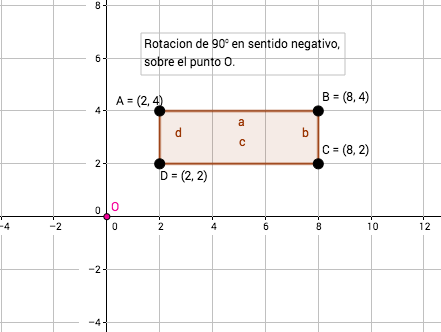 8
Rotacion de 90º en sentido negativo,
sobre el punto O.
6
A = (2, 4)
B = (8, 4)
4
a
d
b
c
C = (8, 2)
2
D = (2, 2)
0
O
-4
-2
0
2
4
6
8
10
12
-2
-4